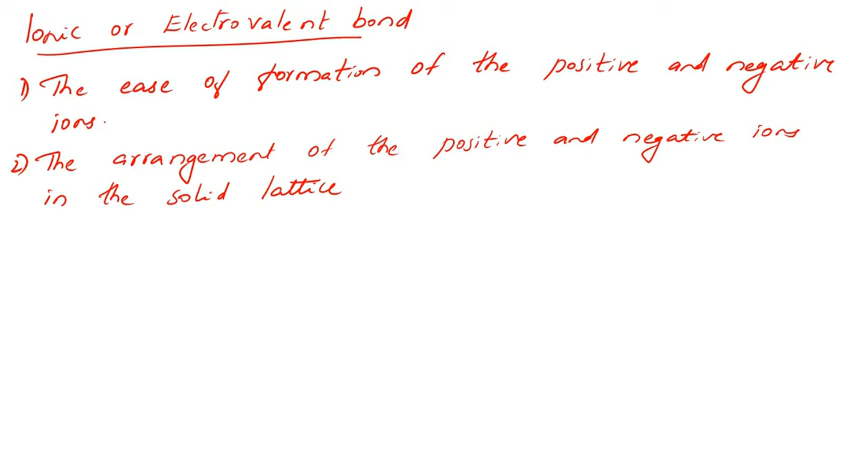 Ionic or Electrovalent bond
1) The ease of formation of the positive and negative
ions.
2) The arrangement of the positive and negative ions
in the solid lattice